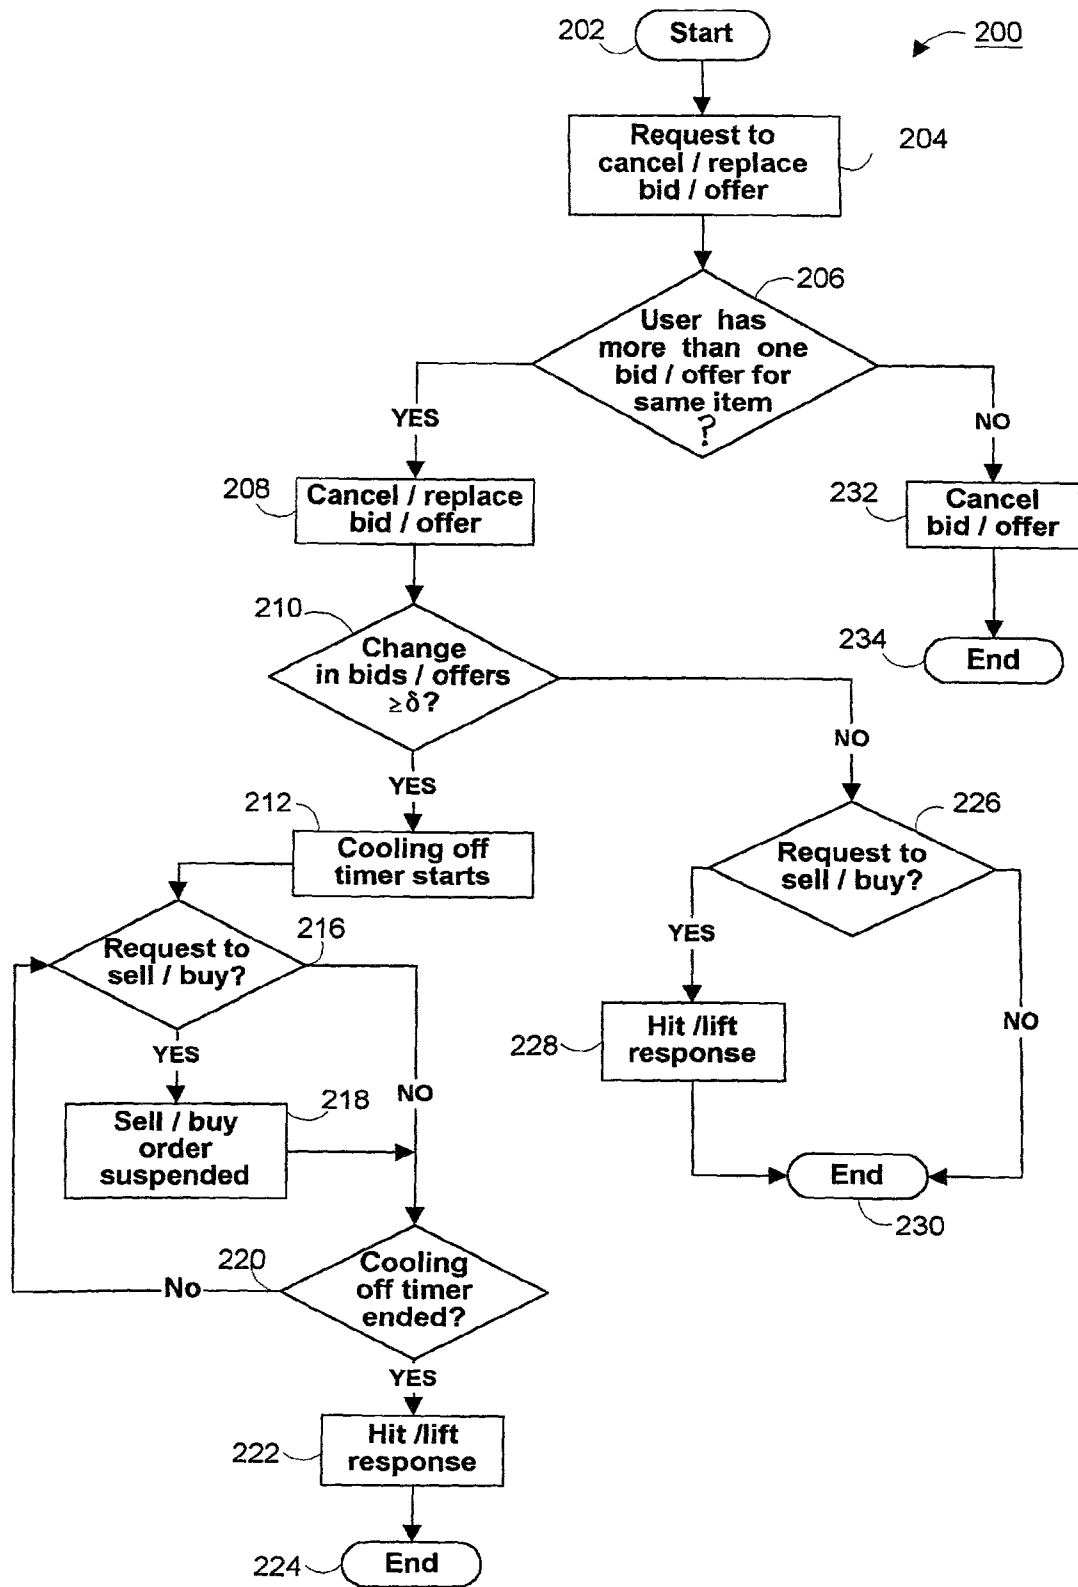 202
Start
200
Request to
cancel / replace
bid / offer
204
206
User has
more than one
bid / offer for
same item
?
YES
NO
208
Cancel / replace
bid / offer
232
Cancel
bid / offer
210
Change
in bids / offers
≥δ?
234
End
NO
YES
212
Cooling off
timer starts
226
Request to
sell / buy?
216
Request to
sell / buy?
YES
NO
228
Hit /lift
response
YES
NO
218
Sell / buy
order
suspended
End
230
220
Cooling
off timer
ended?
No
YES
222
Hit /lift
response
224
End